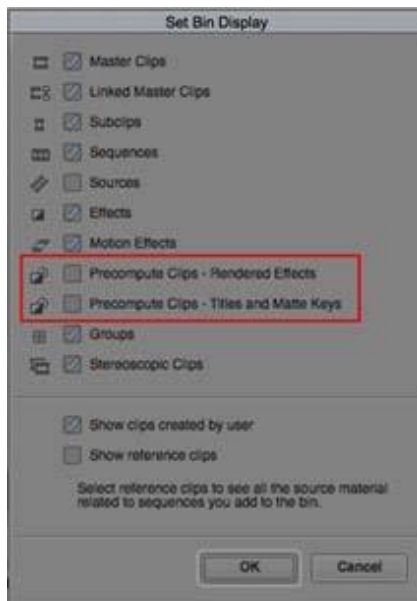 Set Bin Display
Master Clips
Linked Master Clips
Subclips
Sequences
Sources
Effects
Motion Effects
Precompute Clips - Rendered Effects
Precompute Clips - Titles and Matte Keys
Groups
Stereoscopic Clips
Show clips created by user
Show reference clips
Select reference clips to see all the source material
related to sequences you add to the bin.
OK
Cancel